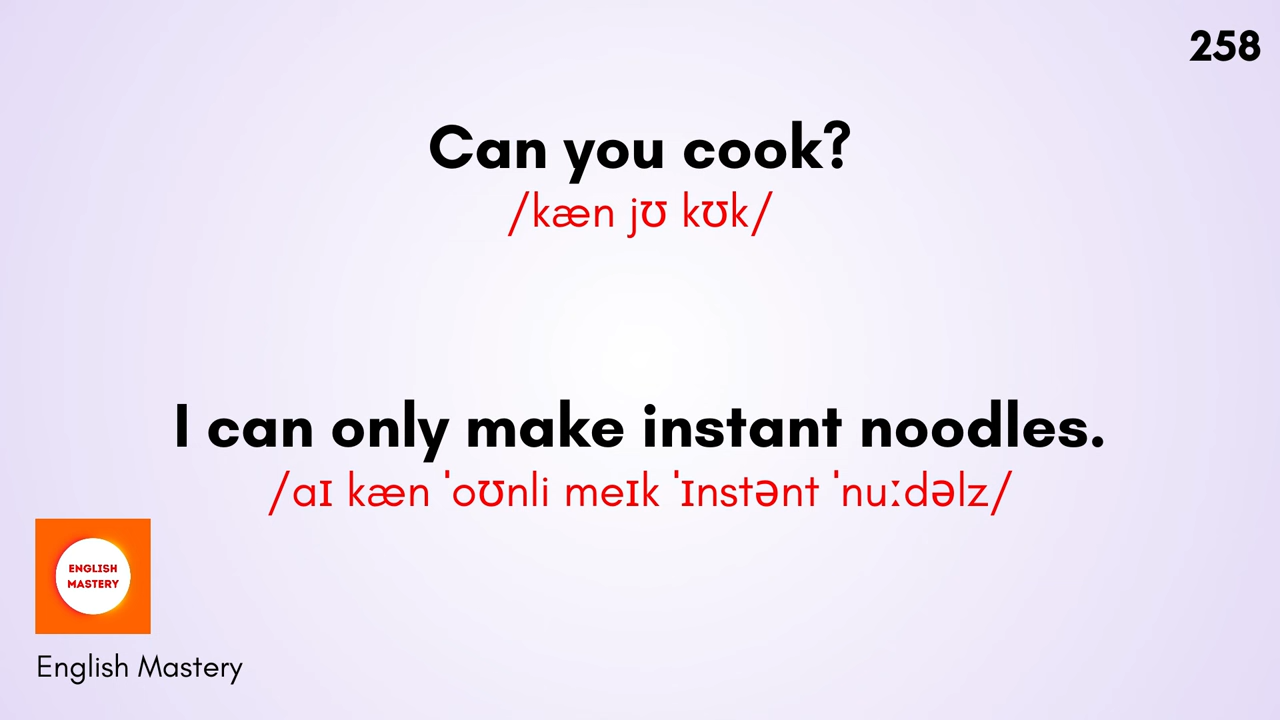 258
Can you cook?
/kæn jʊ kʊk/
I can only make instant noodles.
/aɪ kæn ˈoʊnli meɪk ˈɪnstənt ˈnuːdəlz/
ENGLISH
MASTERY
English Mastery